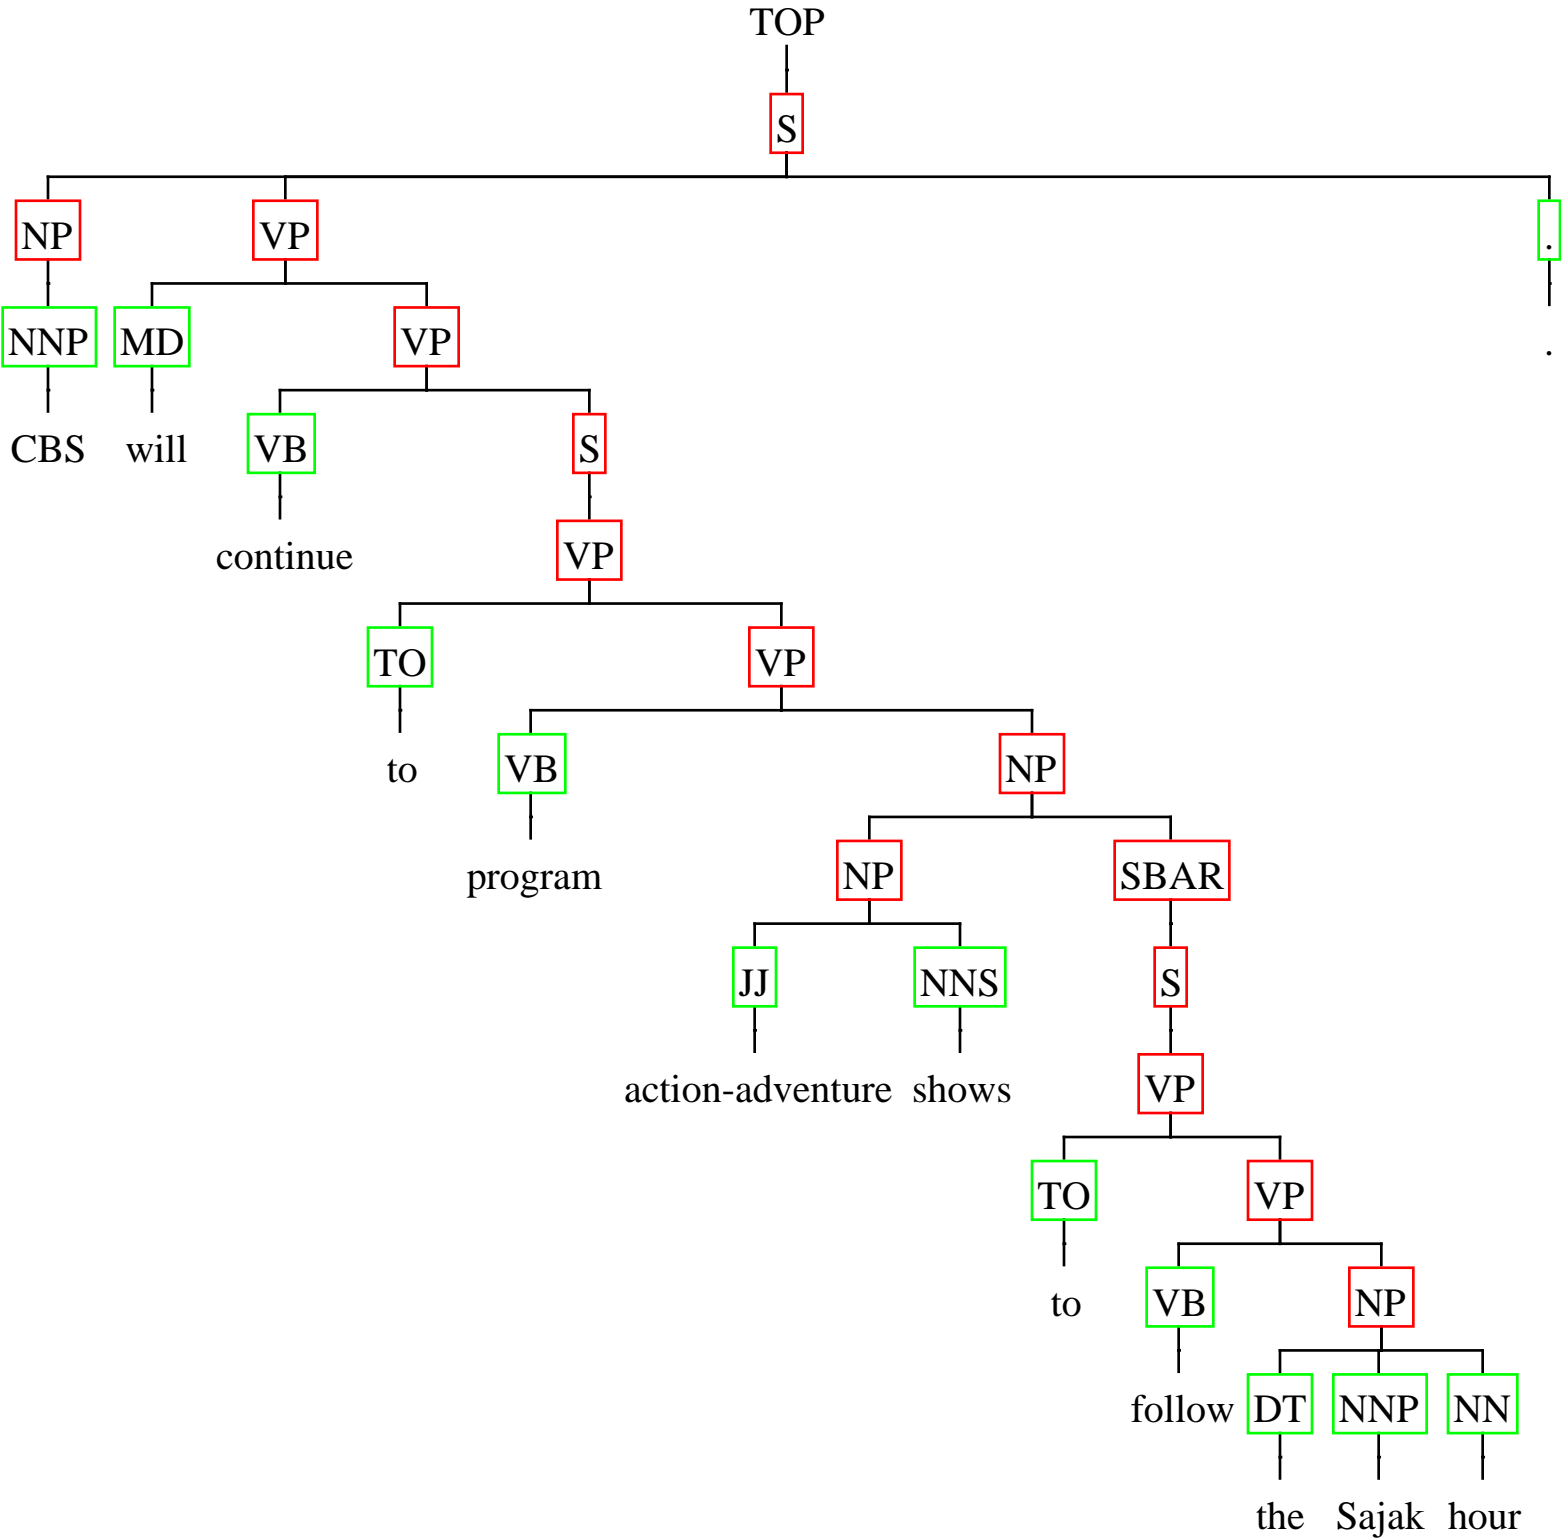 TOP
S
NP VP .
NNP MD VP .
CBS will VB S
continue VP
TO VP
to VB NP
program NP SBAR
JJ NNS S
action-adventure shows VP
TO VP
to VB NP
follow DT NNP NN
the Sajak hour